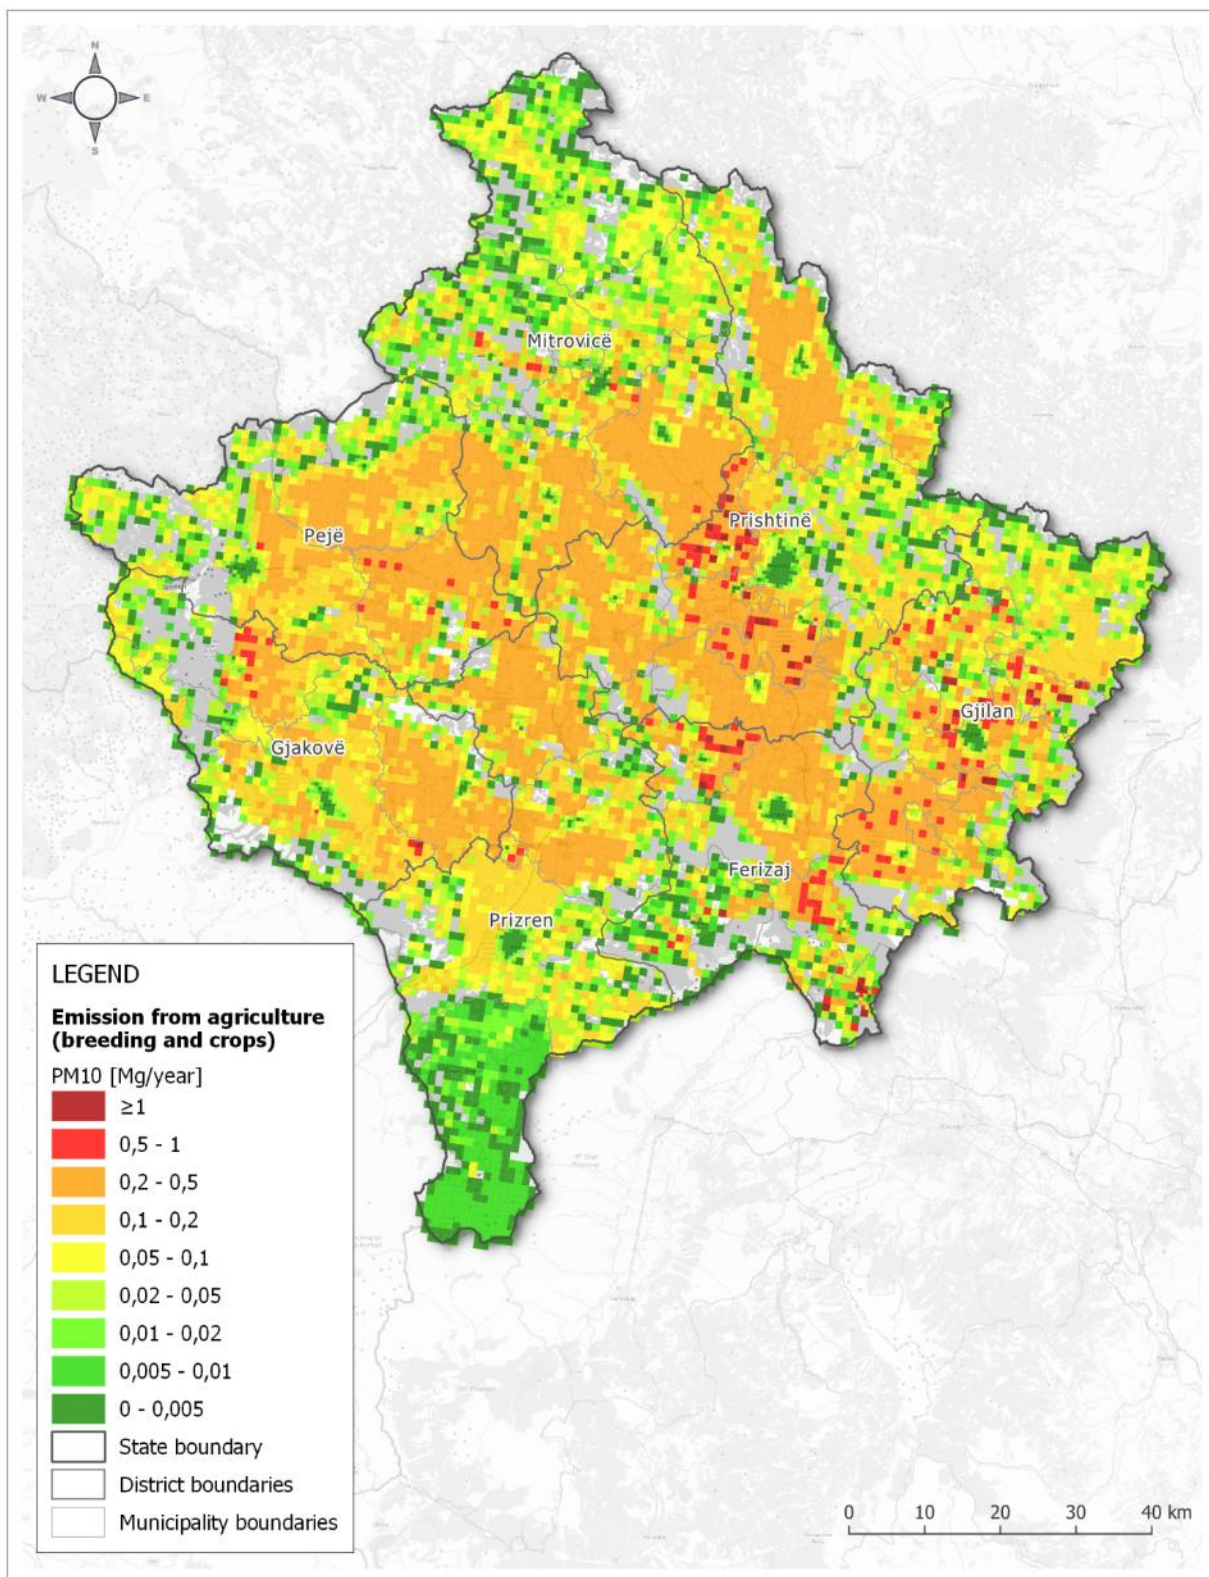 N
W
E
S
Mitrovicë
Prishtinë
Pejë
Gjilan
Gjakovë
Ferizaj
Prizren
LEGEND
Emission from agriculture
(breeding and crops)
PM10 [Mg/year]
≥1
0,5 - 1
0,2 - 0,5
0,1 - 0,2
0,05 - 0,1
0,02 - 0,05
0,01 - 0,02
0,005 - 0,01
0 - 0,005
State boundary
District boundaries
Municipality boundaries
0 10 20 30 40 km